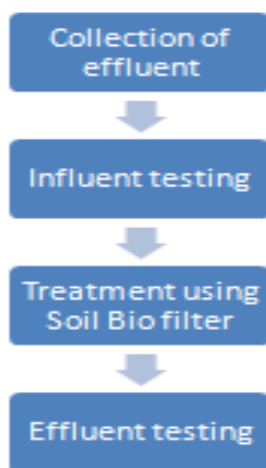 Collection of
effluent
Influent testing
Treatment using
Soil Bio filter
Effluent testing